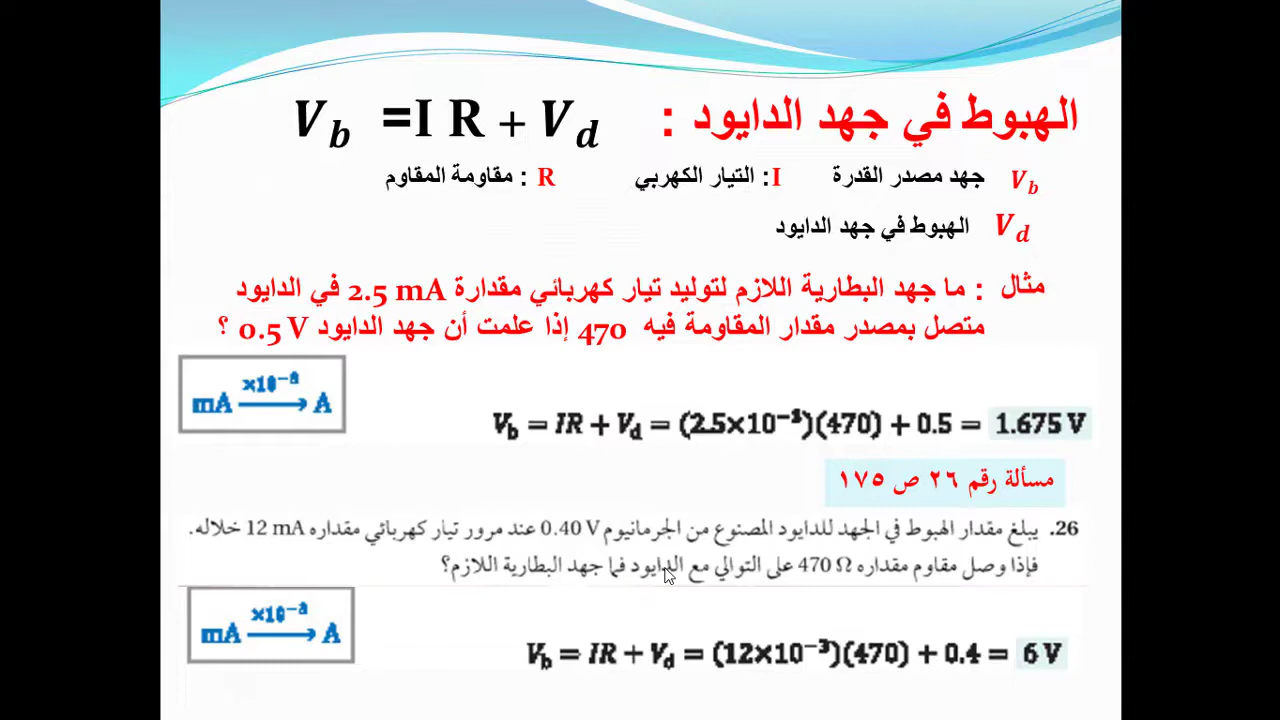 الهبوط في جهد الدايود : V_b =I R + V_d
V_b جهد مصدر القدرة I: التيار الكهربي R : مقاومة المقاوم
V_d الهبوط في جهد الدايود
مثال : ما جهد البطارية اللازم لتوليد تيار كهربائي مقدارة 2.5 mA في الدايود
متصل بمصدر مقدار المقاومة فيه 470 إذا علمت أن جهد الدايود 0.5 V ؟
mA ×10⁻³→ A
V_b = IR + V_d = (2.5×10⁻³)(470) + 0.5 = 1.675 V
مسألة رقم ٢٦ ص ١٧٥
26. يبلغ مقدار الهبوط في الجهد للدايود المصنوع من الجرمانيوم 0.40 V عند مرور تيار كهربائي مقداره 12 mA خلاله.
فإذا وصل مقاوم مقداره 470 Ω على التوالي مع الدايود فما جهد البطارية اللازم؟
mA ×10⁻³→ A
V_b = IR + V_d = (12×10⁻³)(470) + 0.4 = 6 V